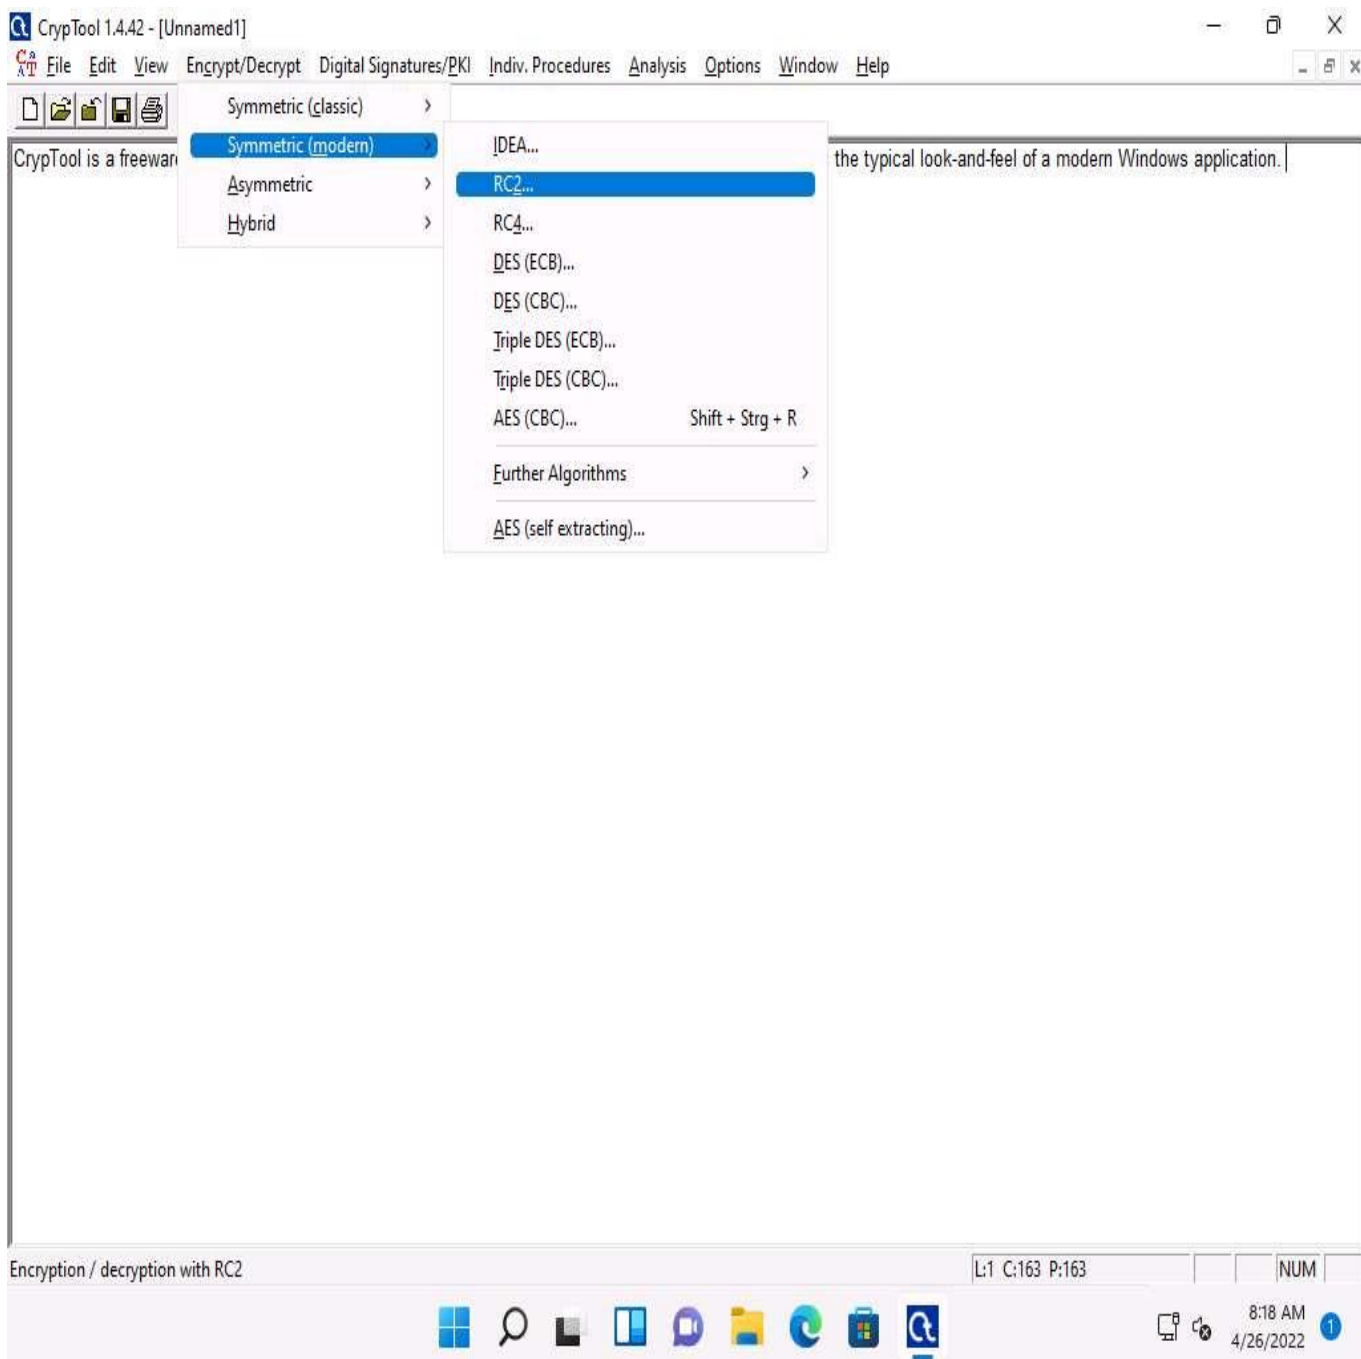 CrypTool 1.4.42 - [Unnamed1]
File Edit View Encrypt/Decrypt Digital Signatures/PKI Indiv. Procedures Analysis Options Window Help
Symmetric (classic)
Symmetric (modern)
Asymmetric
Hybrid
IDEA...
RC2...
RC4...
DES (ECB)...
DES (CBC)...
Triple DES (ECB)...
Triple DES (CBC)...
AES (CBC)... Shift + Strg + R
Further Algorithms
AES (self extracting)...
CrypTool is a freewar the typical look-and-feel of a modern Windows application.
Encryption / decryption with RC2 L:1 C:163 P:163 NUM
8:18 AM
4/26/2022
1